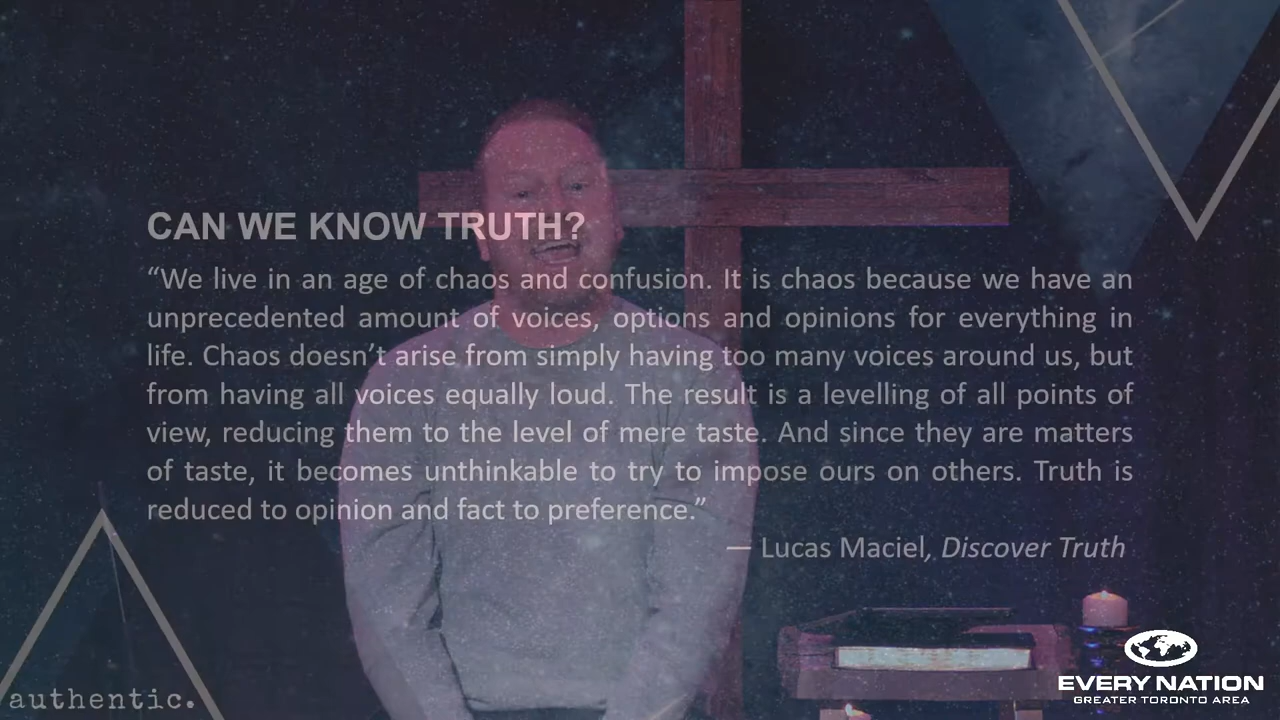 CAN WE KNOW TRUTH?
“We live in an age of chaos and confusion. It is chaos because we have an
unprecedented amount of voices, options and opinions for everything in
life. Chaos doesn’t arise from simply having too many voices around us, but
from having all voices equally loud. The result is a levelling of all points of
view, reducing them to the level of mere taste. And since they are matters
of taste, it becomes unthinkable to try to impose ours on others. Truth is
reduced to opinion and fact to preference.”
— Lucas Maciel, Discover Truth
authentic.
EVERY NATION
GREATER TORONTO AREA